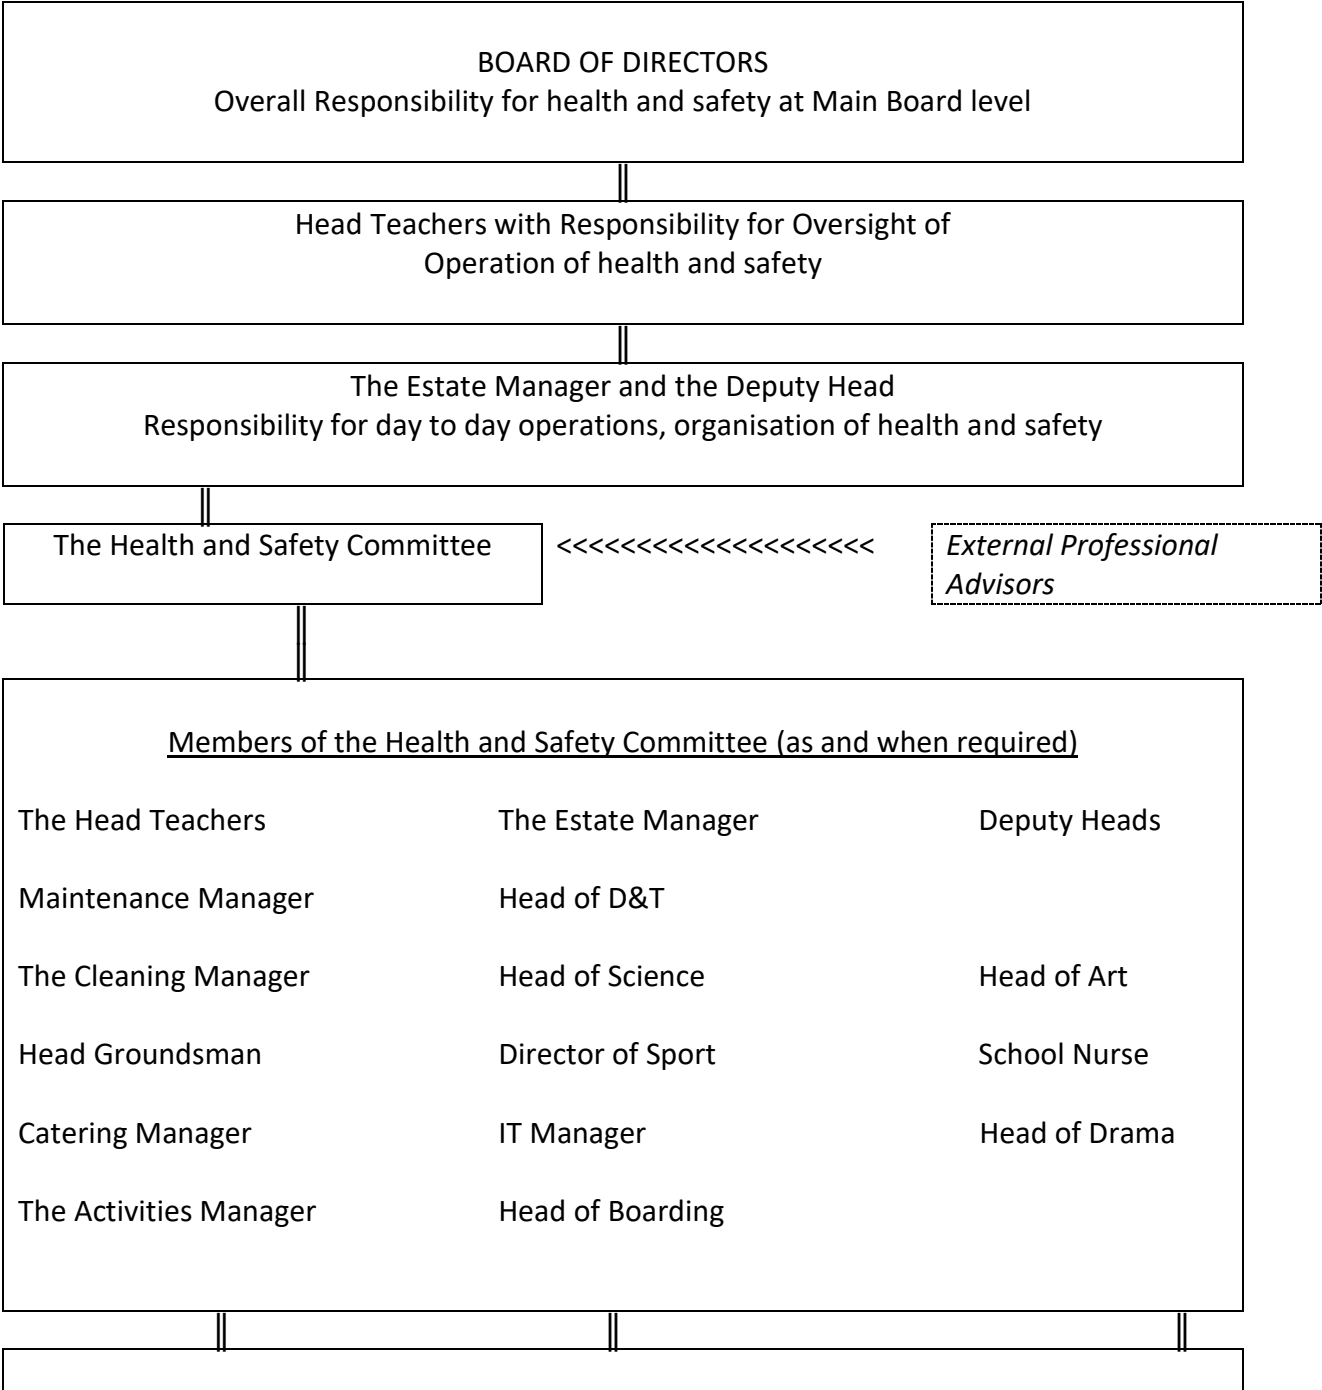 BOARD OF DIRECTORS
Overall Responsibility for health and safety at Main Board level
Head Teachers with Responsibility for Oversight of
Operation of health and safety
The Estate Manager and the Deputy Head
Responsibility for day to day operations, organisation of health and safety
The Health and Safety Committee <<<<<<<<<<<<<<<<<<<< External Professional
Advisors
Members of the Health and Safety Committee (as and when required)
The Head Teachers The Estate Manager Deputy Heads
Maintenance Manager Head of D&T
The Cleaning Manager Head of Science Head of Art
Head Groundsman Director of Sport School Nurse
Catering Manager IT Manager Head of Drama
The Activities Manager Head of Boarding